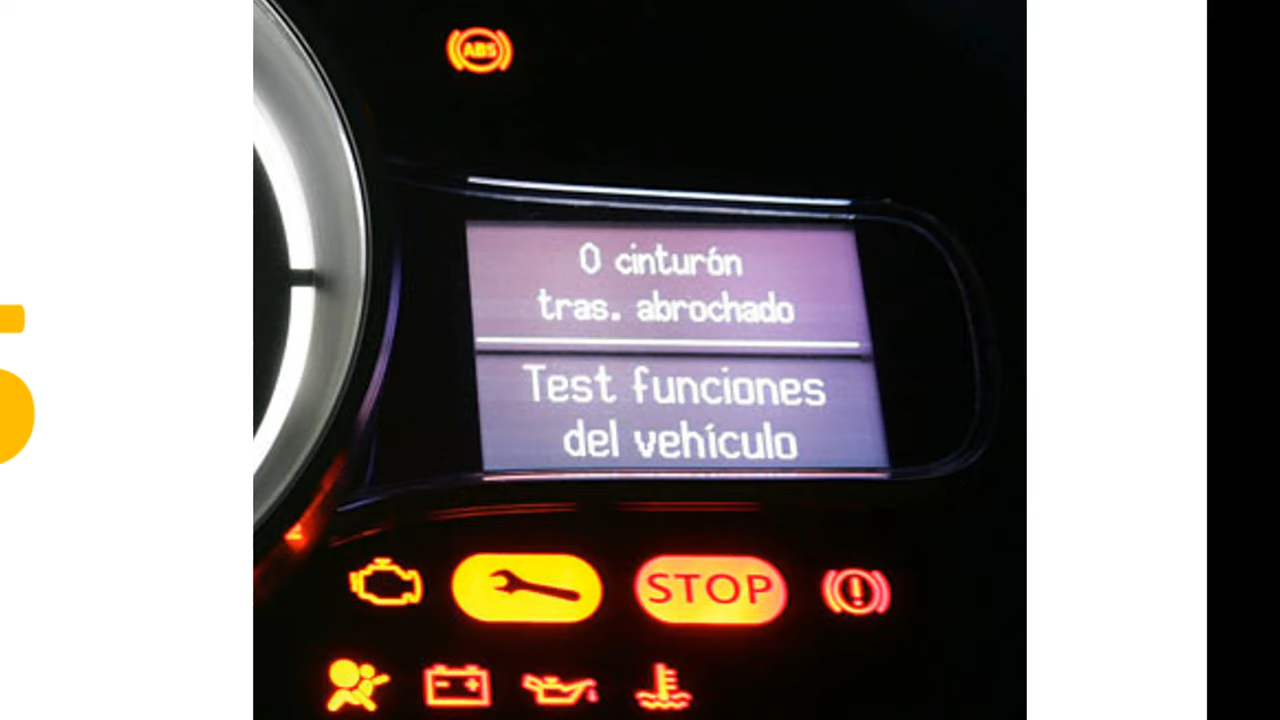 ABS
0 cinturón
tras. abrochado
Test funciones
del vehículo
STOP